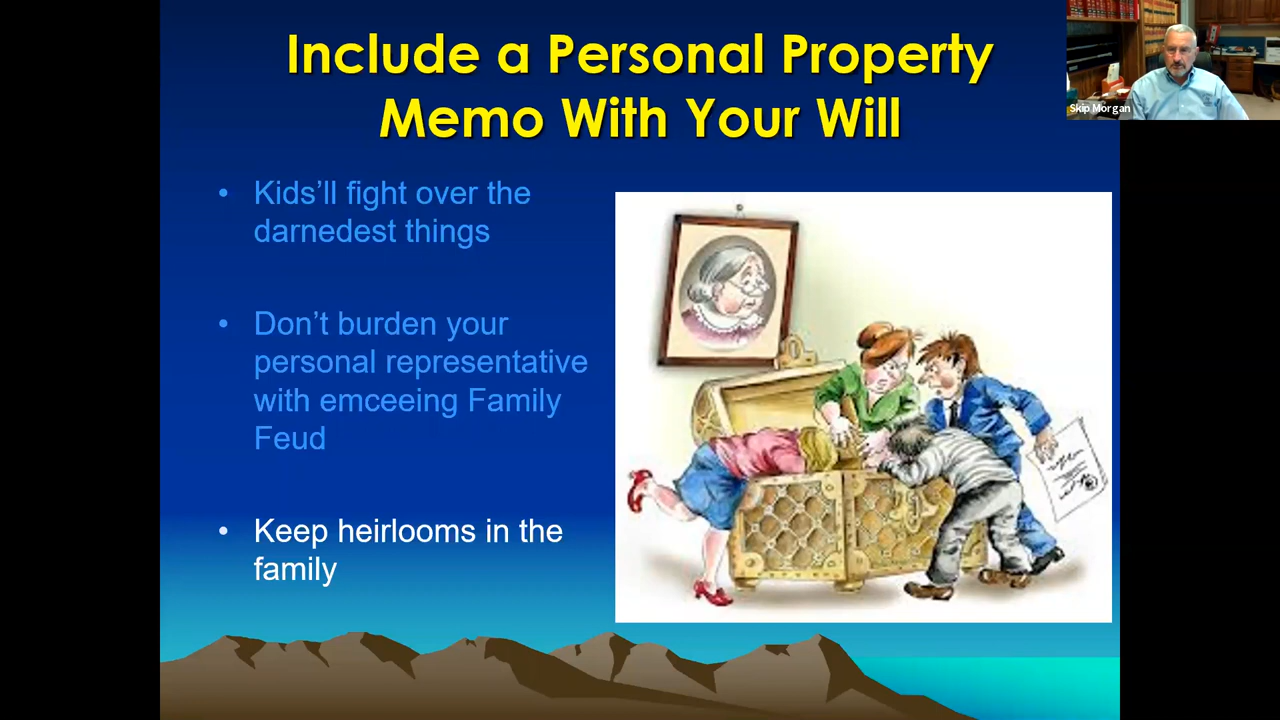 Include a Personal Property
Memo With Your Will
Skip Morgan
• Kids’ll fight over the
darnedest things
• Don’t burden your
personal representative
with emceeing Family
Feud
• Keep heirlooms in the
family